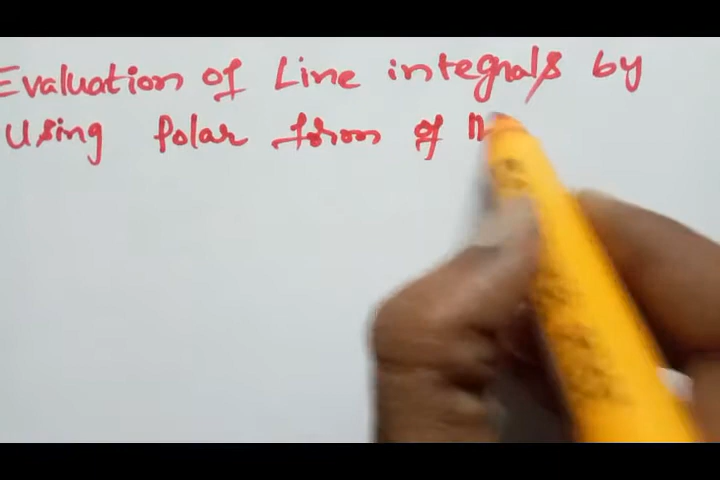 Evaluation of Line integrals by
using Polar form of